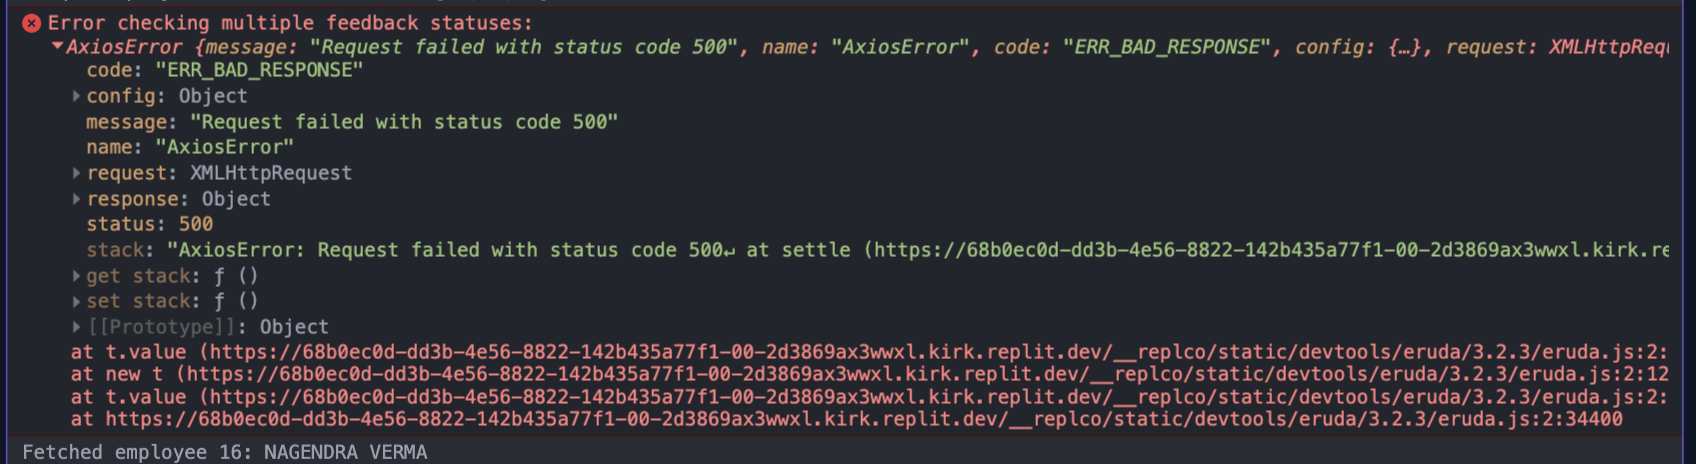 Error checking multiple feedback statuses:
▼AxiosError {message: "Request failed with status code 500", name: "AxiosError", code: "ERR_BAD_RESPONSE", config: {…}, request: XMLHttpRequ
code: "ERR_BAD_RESPONSE"
▶config: Object
message: "Request failed with status code 500"
name: "AxiosError"
▶request: XMLHttpRequest
▶response: Object
status: 500
stack: "AxiosError: Request failed with status code 500↵ at settle (https://68b0ec0d-dd3b-4e56-8822-142b435a77f1-00-2d3869ax3wwxl.kirk.re
▶get stack: ƒ ()
▶set stack: ƒ ()
▶[[Prototype]]: Object
at t.value (https://68b0ec0d-dd3b-4e56-8822-142b435a77f1-00-2d3869ax3wwxl.kirk.replit.dev/__replco/static/devtools/eruda/3.2.3/eruda.js:2:
at new t (https://68b0ec0d-dd3b-4e56-8822-142b435a77f1-00-2d3869ax3wwxl.kirk.replit.dev/__replco/static/devtools/eruda/3.2.3/eruda.js:2:12
at t.value (https://68b0ec0d-dd3b-4e56-8822-142b435a77f1-00-2d3869ax3wwxl.kirk.replit.dev/__replco/static/devtools/eruda/3.2.3/eruda.js:2:
at https://68b0ec0d-dd3b-4e56-8822-142b435a77f1-00-2d3869ax3wwxl.kirk.replit.dev/__replco/static/devtools/eruda/3.2.3/eruda.js:2:34400
Fetched employee 16: NAGENDRA VERMA